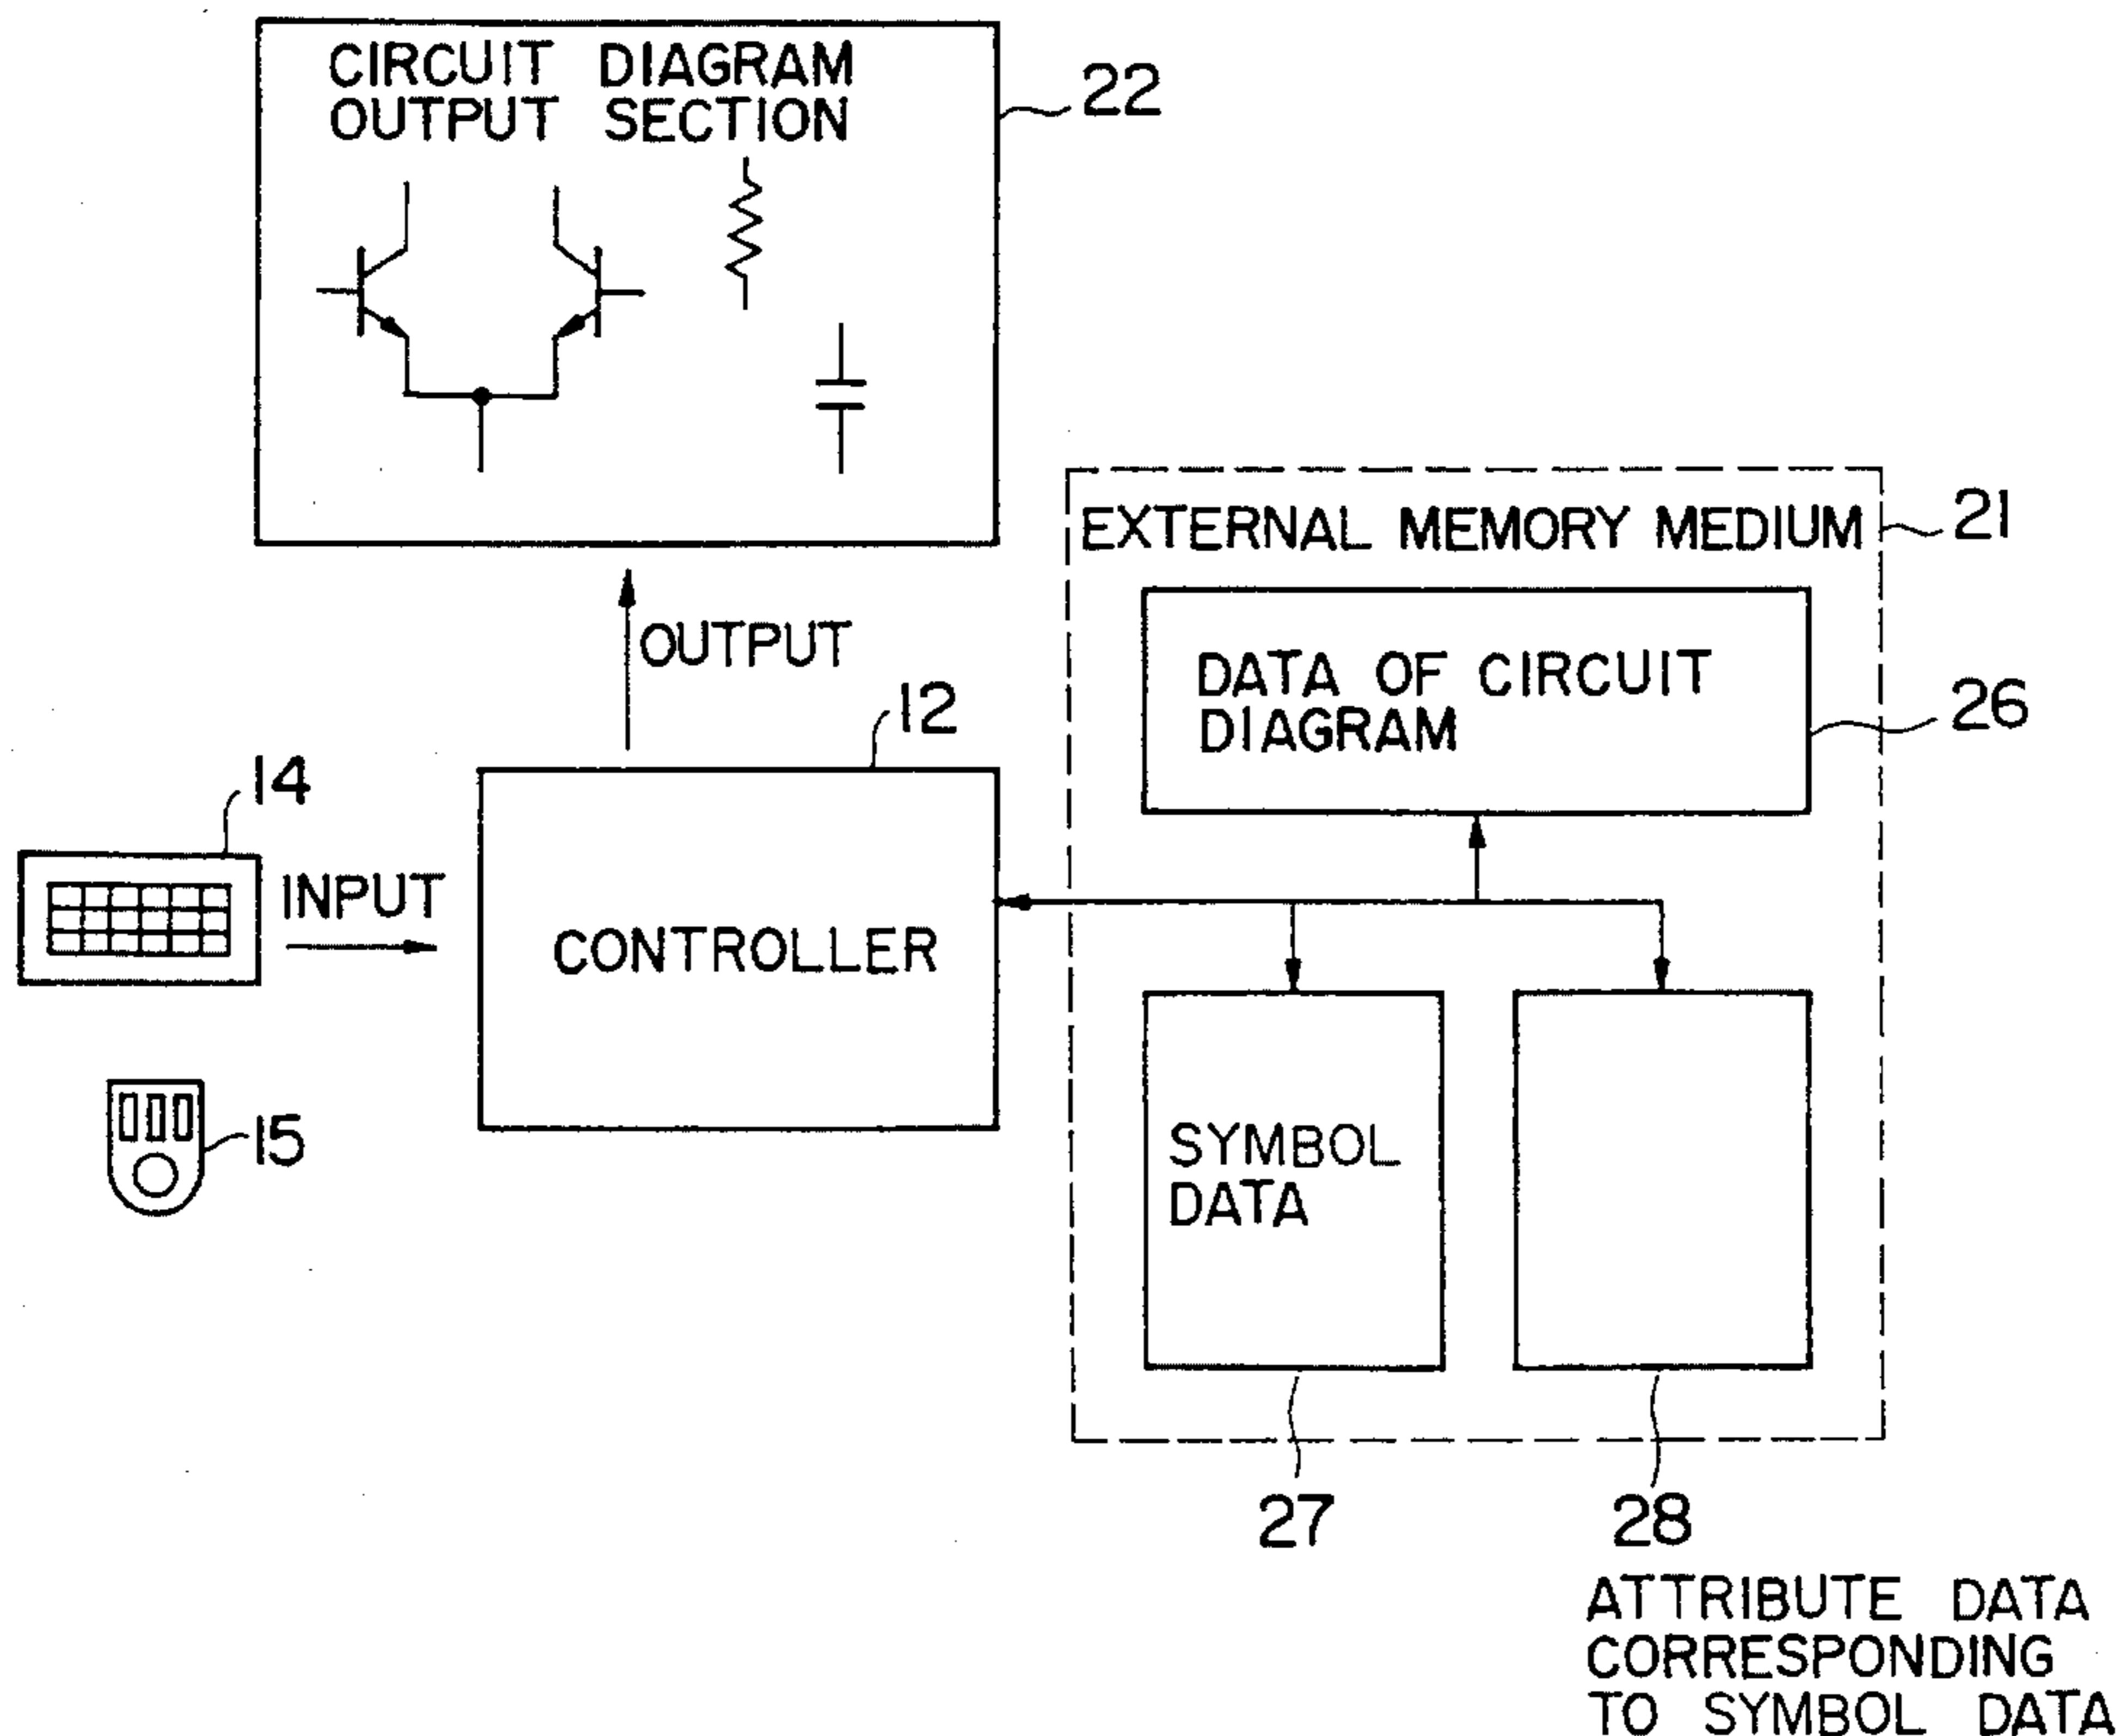 CIRCUIT DIAGRAM
OUTPUT SECTION
22
EXTERNAL MEMORY MEDIUM
21
OUTPUT
DATA OF CIRCUIT
DIAGRAM
26
12
14
INPUT
CONTROLLER
15
SYMBOL
DATA
27
28
ATTRIBUTE DATA
CORRESPONDING
TO SYMBOL DATA